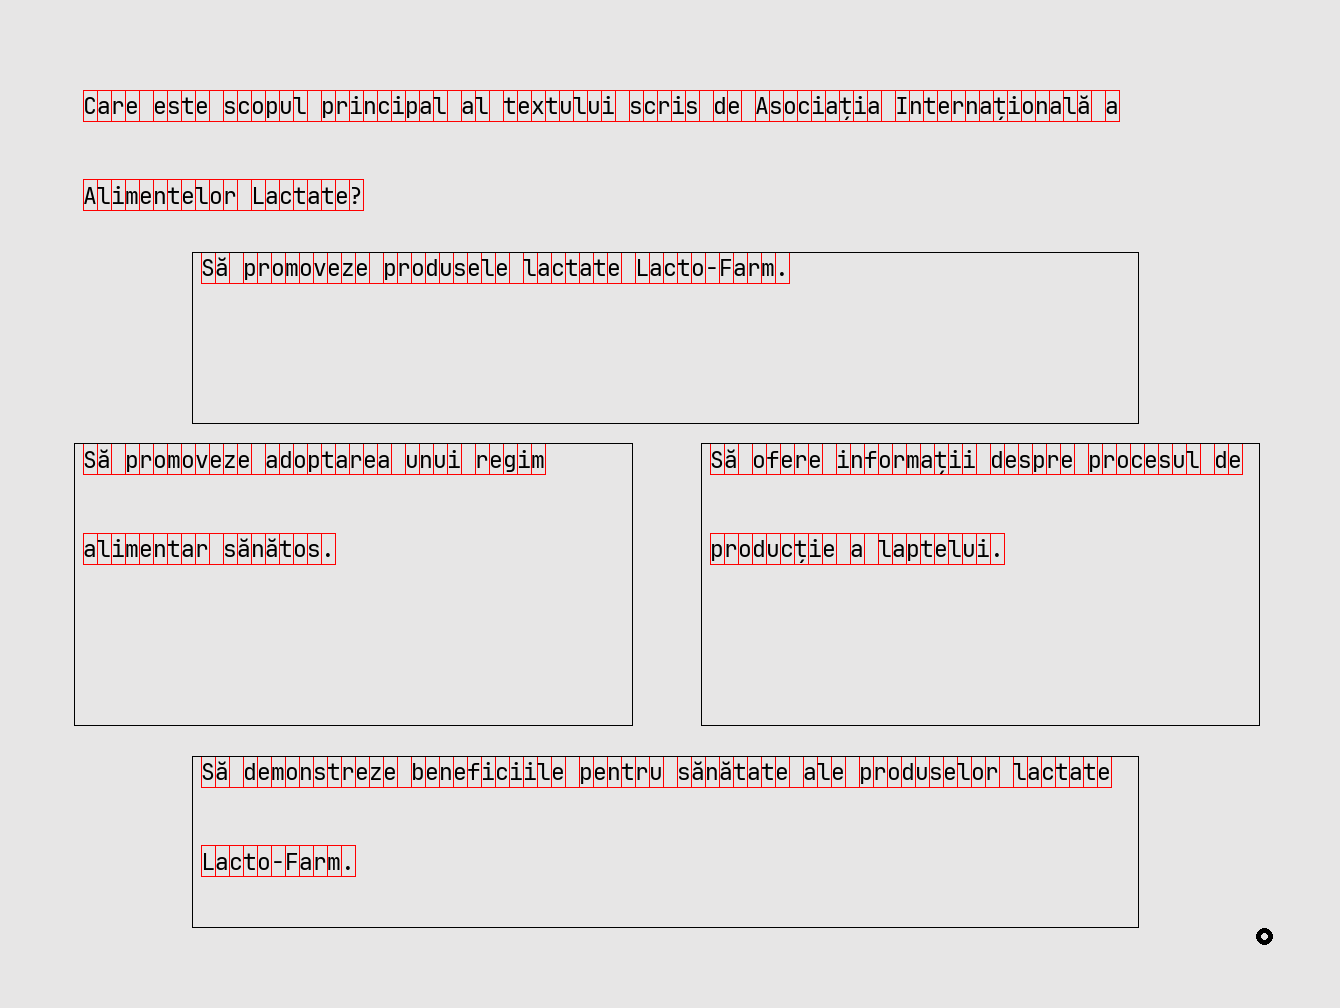 Care este scopul principal al textului scris de Asociația Internațională a
Alimentelor Lactate?
Să promoveze produsele lactate Lacto-Farm.
Să promoveze adoptarea unui regim
alimentar sănătos.
Să ofere informații despre procesul de
producție a laptelui.
Să demonstreze beneficiile pentru sănătate ale produselor lactate
Lacto-Farm.